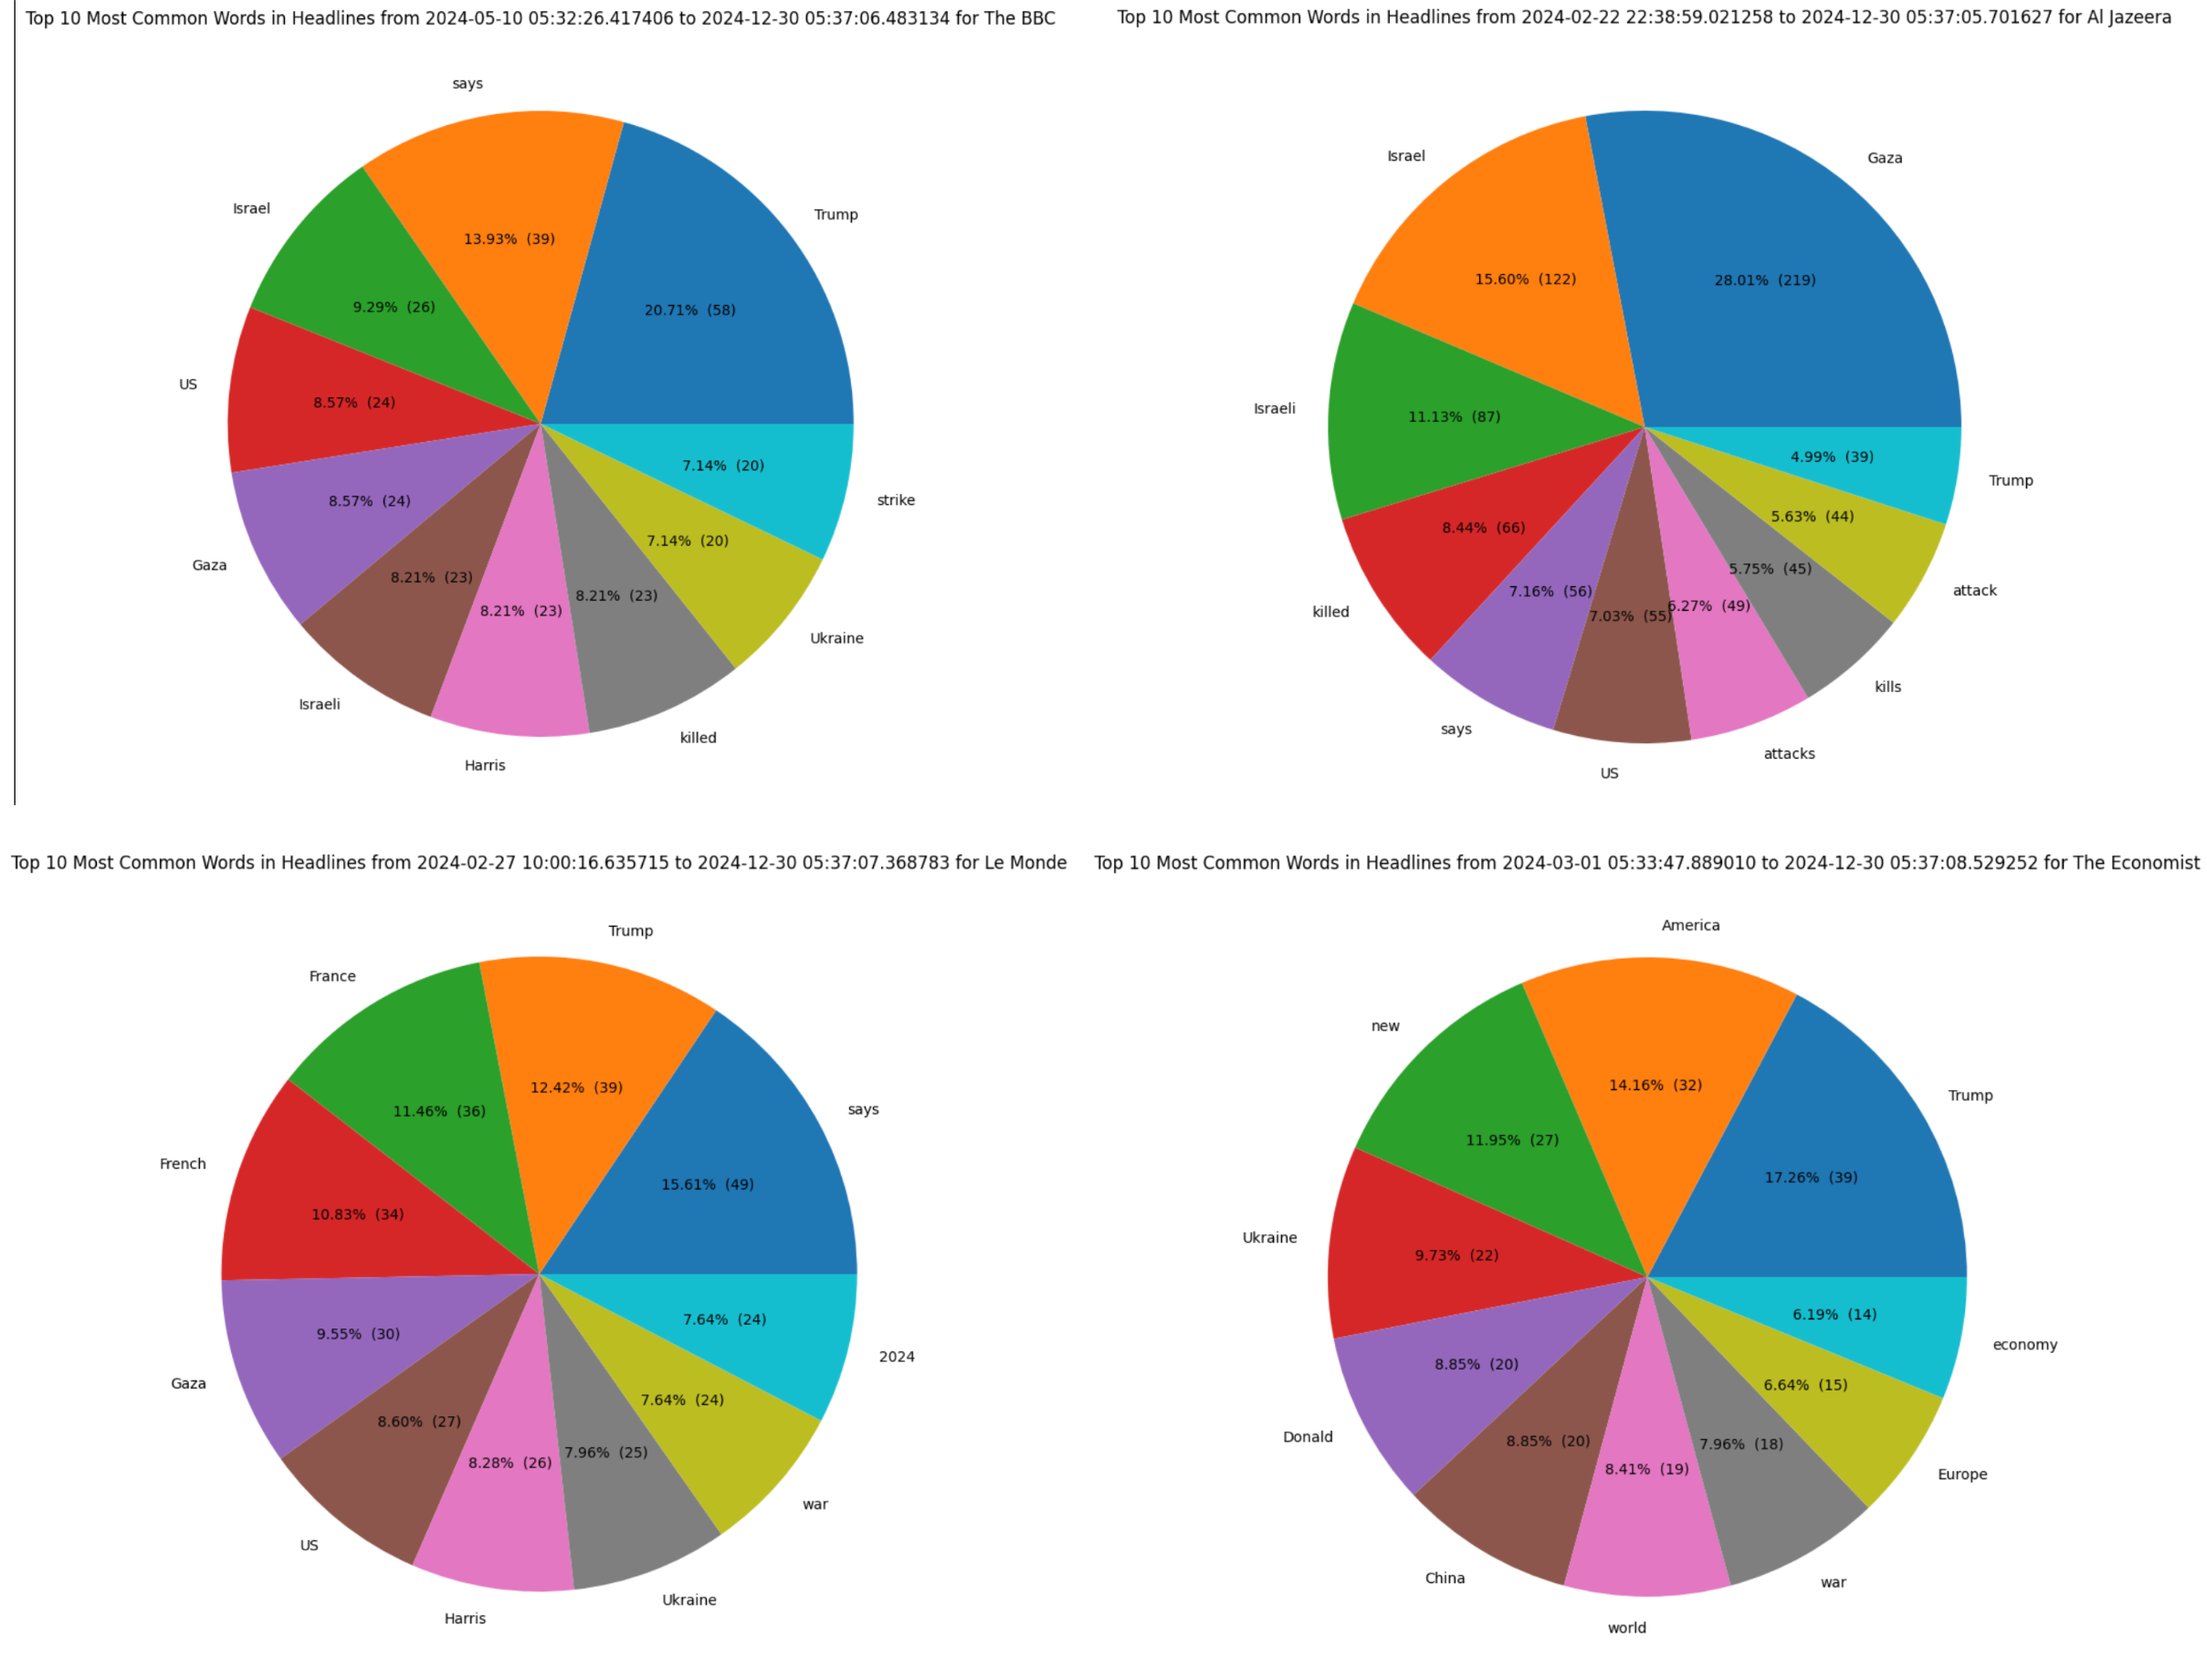 Top 10 Most Common Words in Headlines from 2024-05-10 05:32:26.417406 to 2024-12-30 05:37:06.483134 for The BBC
says
Trump
Israel
13.93% (39)
20.71% (58)
9.29% (26)
US
8.57% (24)
7.14% (20)
strike
8.57% (24)
7.14% (20)
Gaza
8.21% (23)
8.21% (23)
8.21% (23)
Ukraine
Israeli
killed
Harris
Top 10 Most Common Words in Headlines from 2024-02-22 22:38:59.021258 to 2024-12-30 05:37:05.701627 for Al Jazeera
Israel
Gaza
15.60% (122)
28.01% (219)
Israeli
11.13% (87)
4.99% (39)
Trump
8.44% (66)
5.63% (44)
5.75% (45)
attack
7.16% (56)
7.03% (55)
6.27% (49)
killed
kills
says
attacks
US
Top 10 Most Common Words in Headlines from 2024-02-27 10:00:16.635715 to 2024-12-30 05:37:07.368783 for Le Monde
Trump
France
12.42% (39)
says
11.46% (36)
French
15.61% (49)
10.83% (34)
7.64% (24)
9.55% (30)
2024
Gaza
7.64% (24)
8.60% (27)
8.28% (26)
7.96% (25)
war
US
Ukraine
Harris
Top 10 Most Common Words in Headlines from 2024-03-01 05:33:47.889010 to 2024-12-30 05:37:08.529252 for The Economist
America
new
14.16% (32)
Trump
11.95% (27)
17.26% (39)
Ukraine
9.73% (22)
6.19% (14)
economy
8.85% (20)
6.64% (15)
Donald
8.85% (20)
8.41% (19)
7.96% (18)
Europe
China
war
world